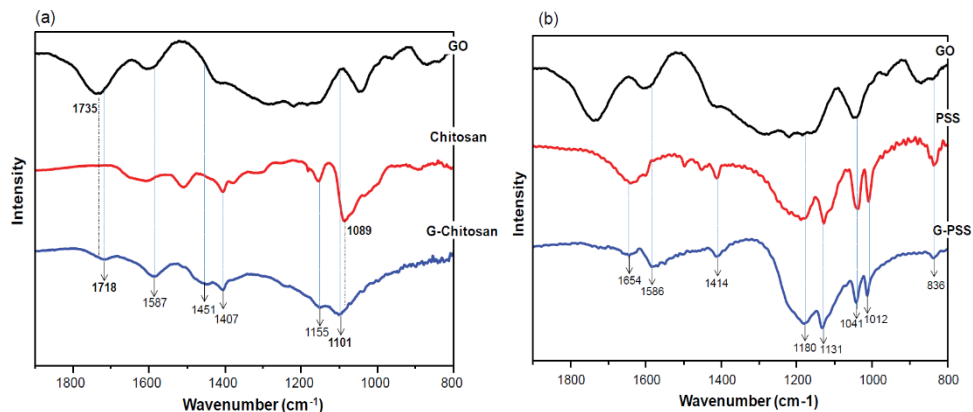 (a)
GO
1735
Chitosan
1089
G-Chitosan
1718
1587
1451
1407
1155
1101
Intensity
1800 1600 1400 1200 1000 800
Wavenumber (cm-1)
(b)
GO
PSS
G-PSS
1654
1586
1414
1180
1131
1041
1012
836
Intensity
1800 1600 1400 1200 1000 800
Wavenumber (cm-1)